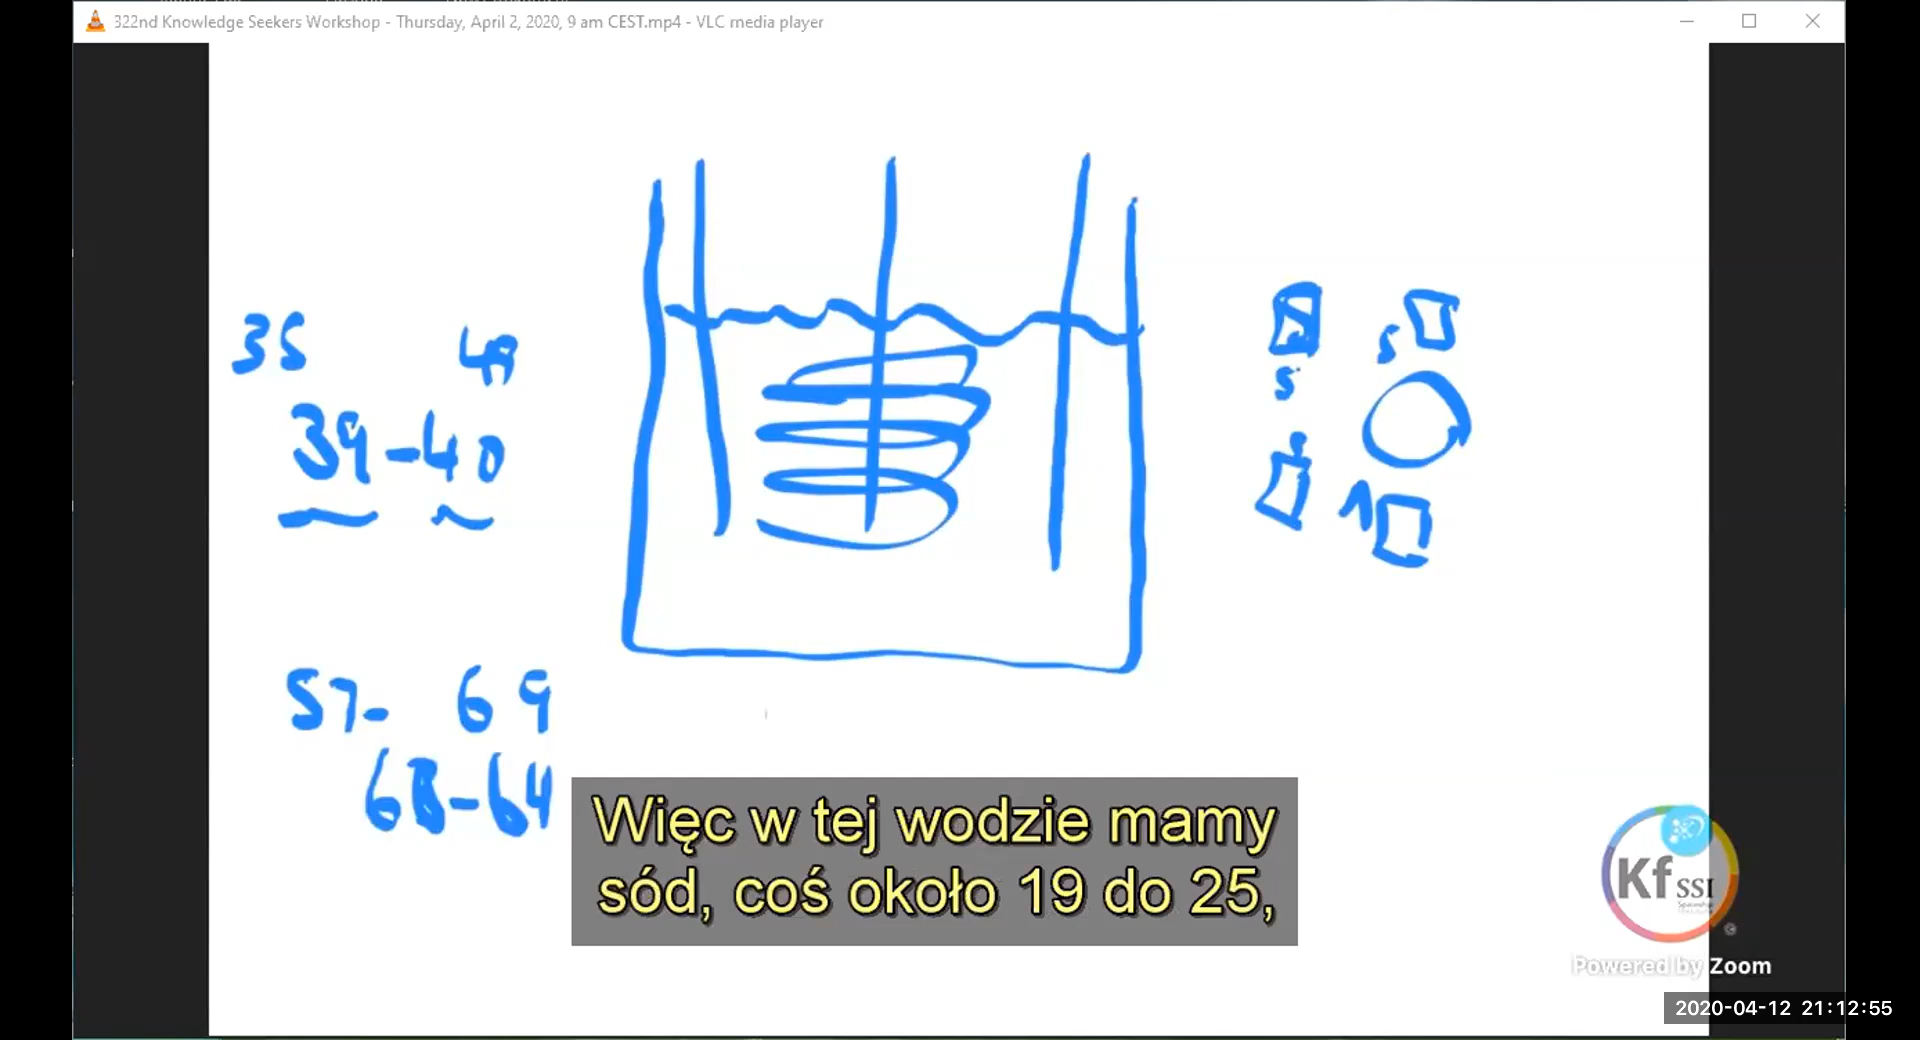 322nd Knowledge Seekers Workshop - Thursday, April 2, 2020, 9 am CEST.mp4 - VLC media player
35
39-40
57- 69
68-64
S
S
Więc w tej wodzie mamy
sód, coś około 19 do 25,
Kf SSI
Powered by Zoom
2020-04-12 21:12:55